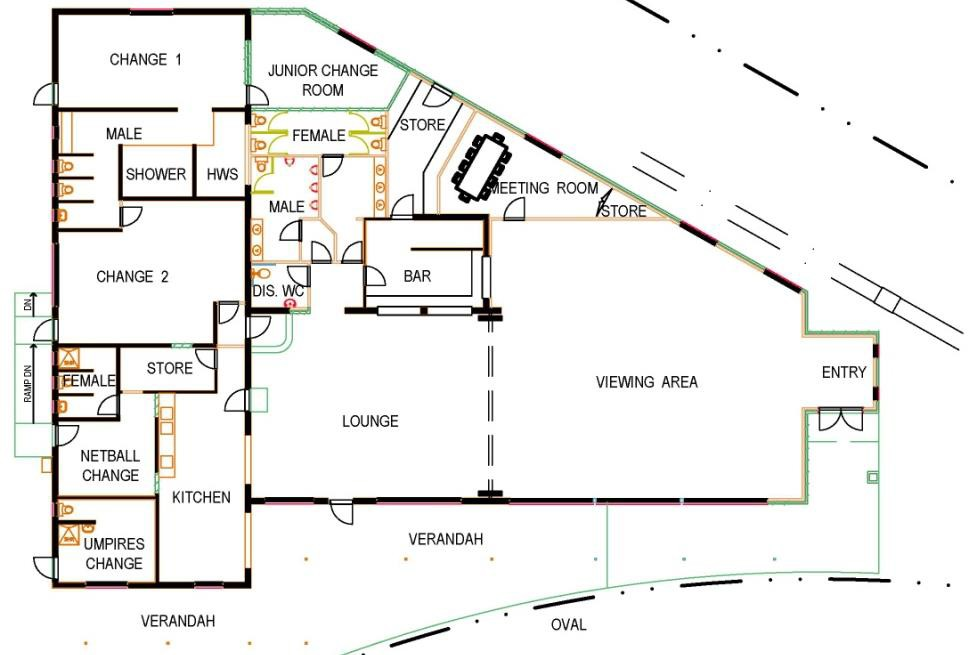 CHANGE 1
JUNIOR CHANGE
ROOM
MALE
FEMALE
STORE
SHOWER
HWS
MEETING ROOM
STORE
MALE
CHANGE 2
DIS. WC
BAR
DN
RAMP DN
FEMALE
STORE
VIEWING AREA
ENTRY
LOUNGE
NETBALL
CHANGE
KITCHEN
UMPIRES
CHANGE
VERANDAH
VERANDAH
OVAL